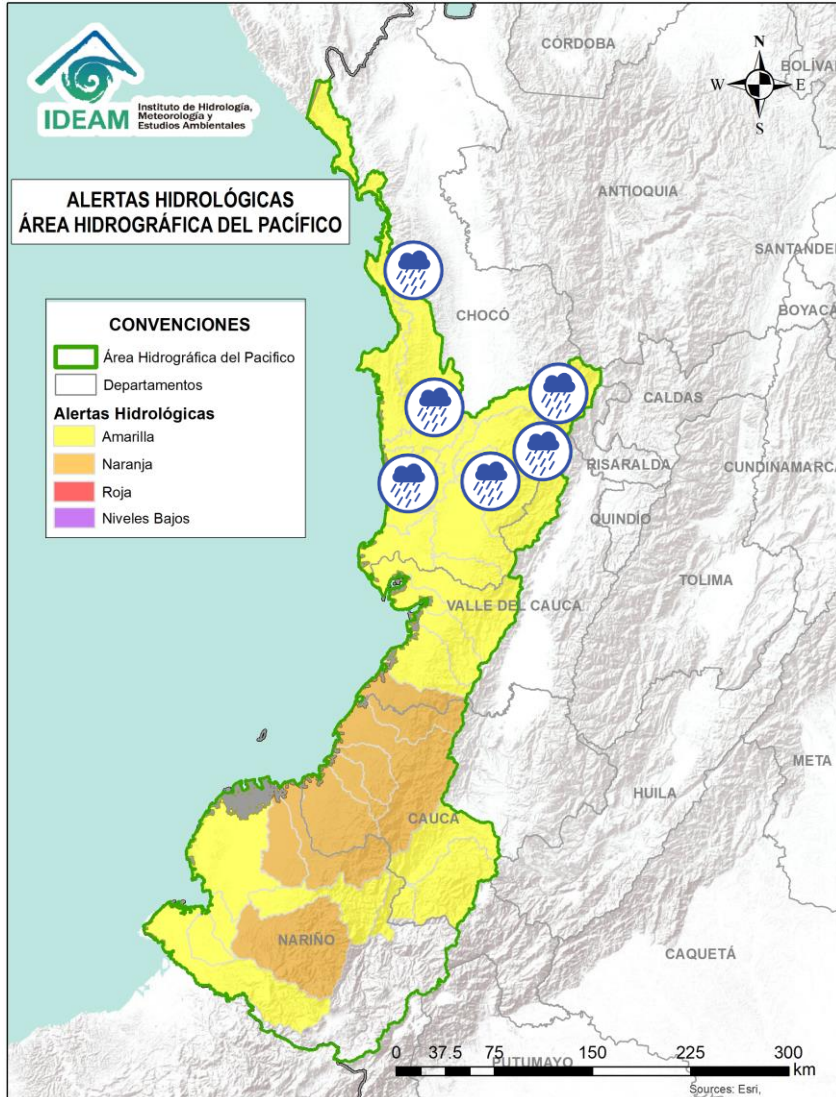 CÓRDOBA
BOLÍVAR
N
W E
S
IDEAM
Instituto de Hidrología,
Meteorología y
Estudios Ambientales
ALERTAS HIDROLÓGICAS
ÁREA HIDROGRÁFICA DEL PACÍFICO
ANTIOQUIA
SANTANDER
BOYACÁ
CHOCÓ
CONVENCIONES
Área Hidrográfica del Pacifico
Departamentos
Alertas Hidrológicas
Amarilla
Naranja
Roja
Niveles Bajos
CALDAS
RISARALDA
CUNDINAMARCA
QUINDÍO
TOLIMA
VALLE DEL CAUCA
META
HUILA
CAUCA
NARIÑO
CAQUETÁ
PUTUMAYO
0 37.5 75 150 225 300
km
Sources: Esri,